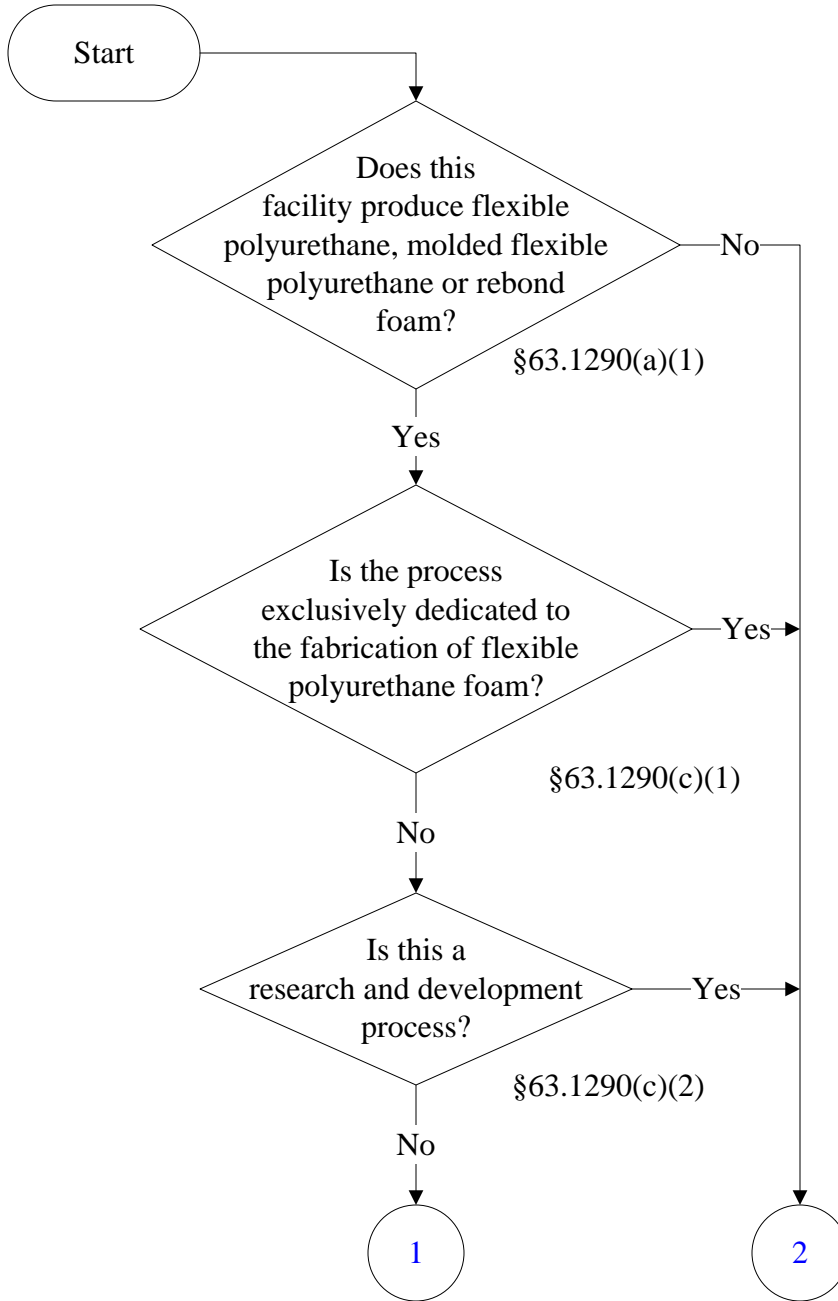 Start
Does this
facility produce flexible
polyurethane, molded flexible
polyurethane or rebond
foam?
No
§63.1290(a)(1)
Yes
Is the process
exclusively dedicated to
the fabrication of flexible
polyurethane foam?
Yes
§63.1290(c)(1)
No
Is this a
research and development
process?
Yes
§63.1290(c)(2)
No
1
2